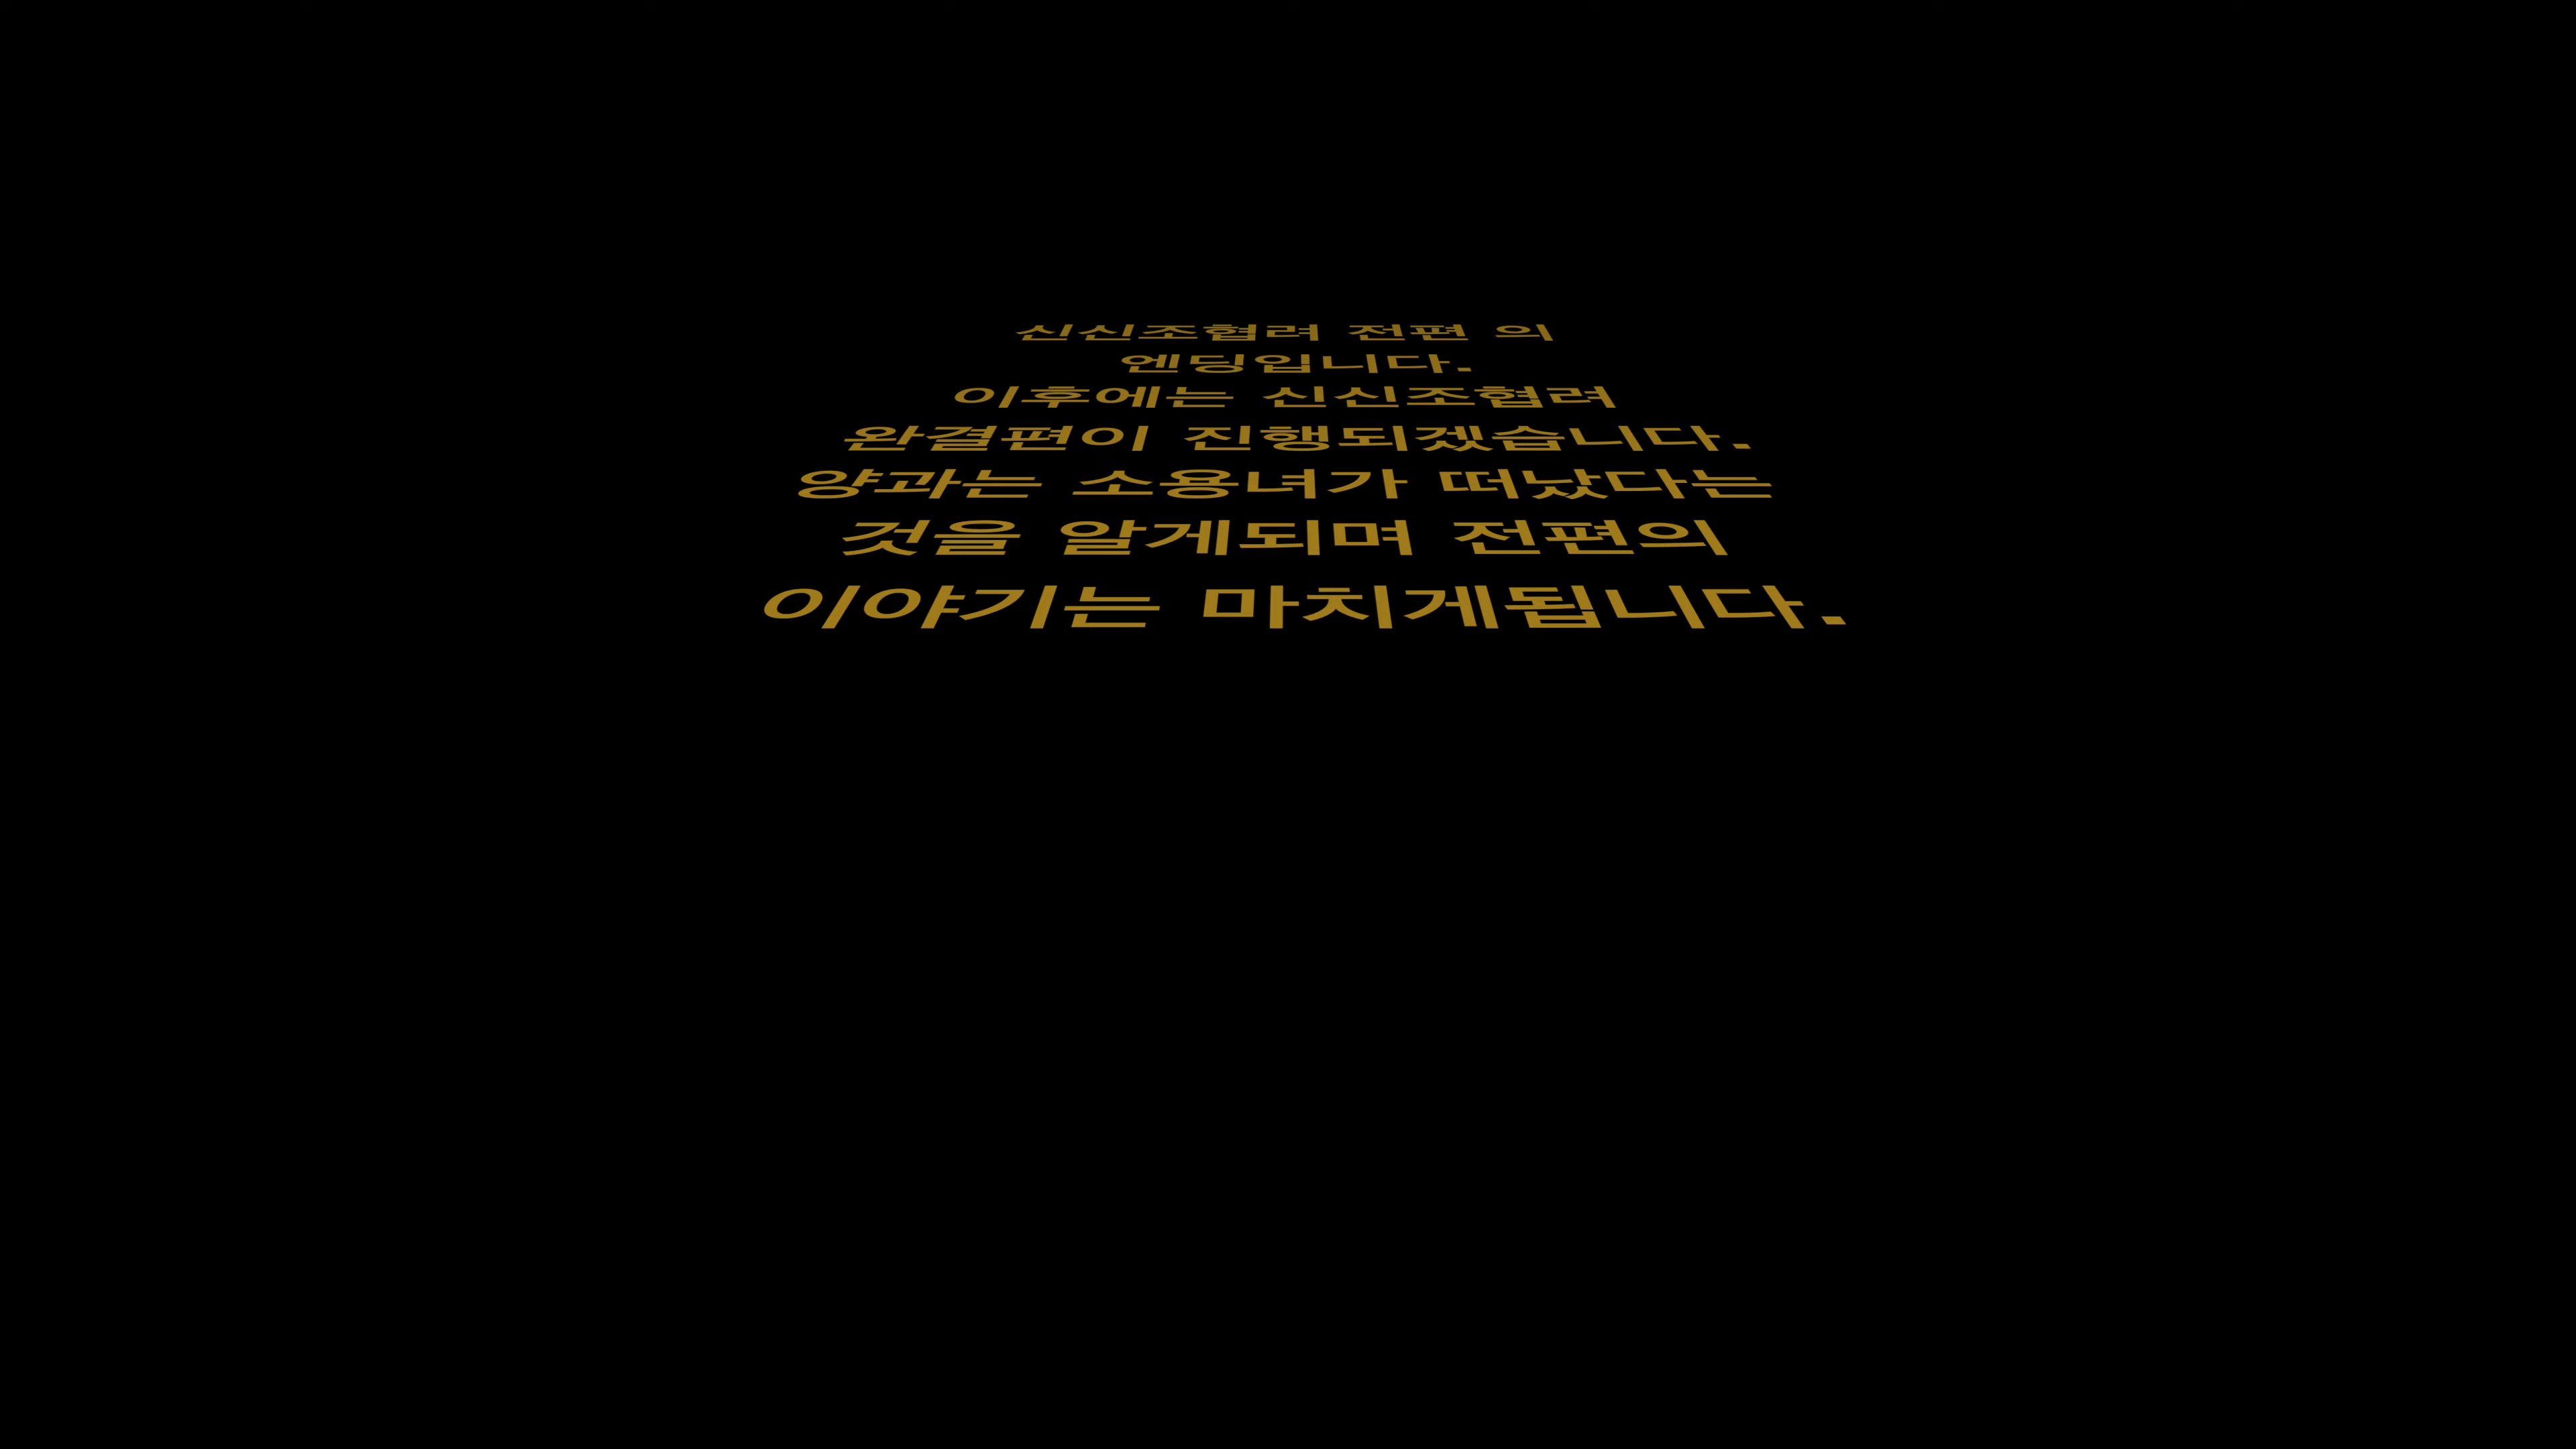 신신조협려 전편 의
엔딩입니다.
이후에는 신신조협려
완결편이 진행되겠습니다.
양과는 소용녀가 떠났다는
것을 알게되며 전편의
이야기는 마치게됩니다.